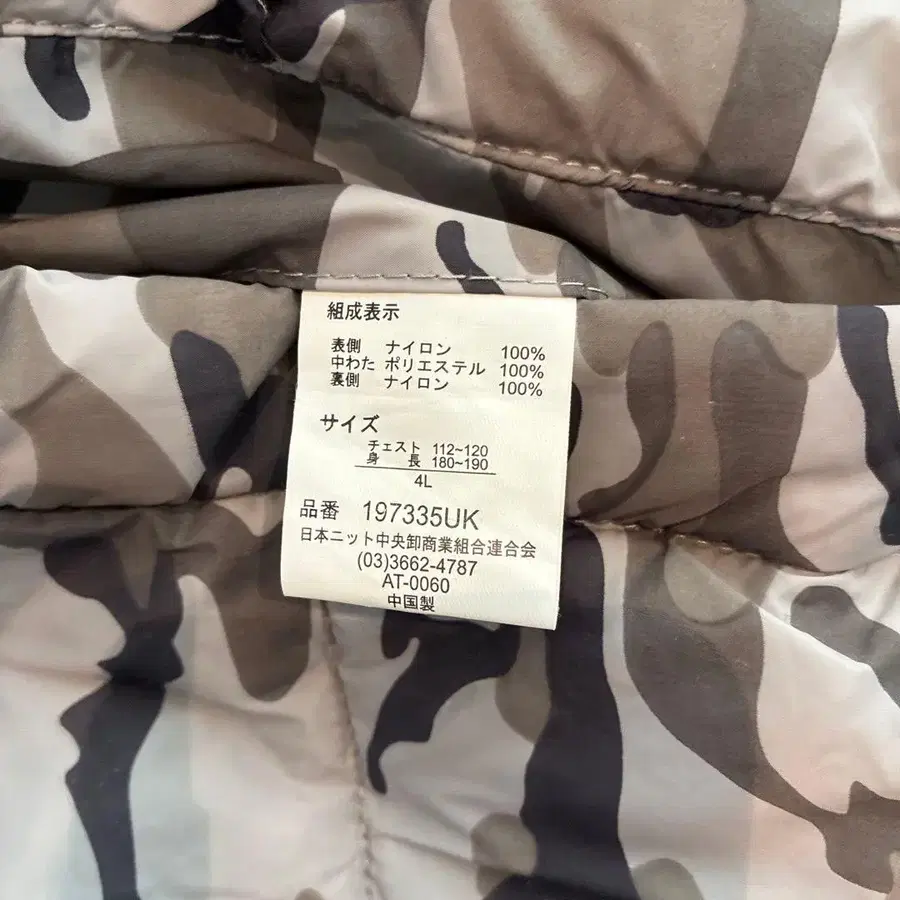 組成表示
表側 ナイロン 100%
中わた ポリエステル 100%
裏側 ナイロン 100%
サイズ
チェスト 112~120
身 長 180~190
4L
品番 197335UK
日本ニット中央卸商業組合連合会
(03)3662-4787
AT-0060
中国製